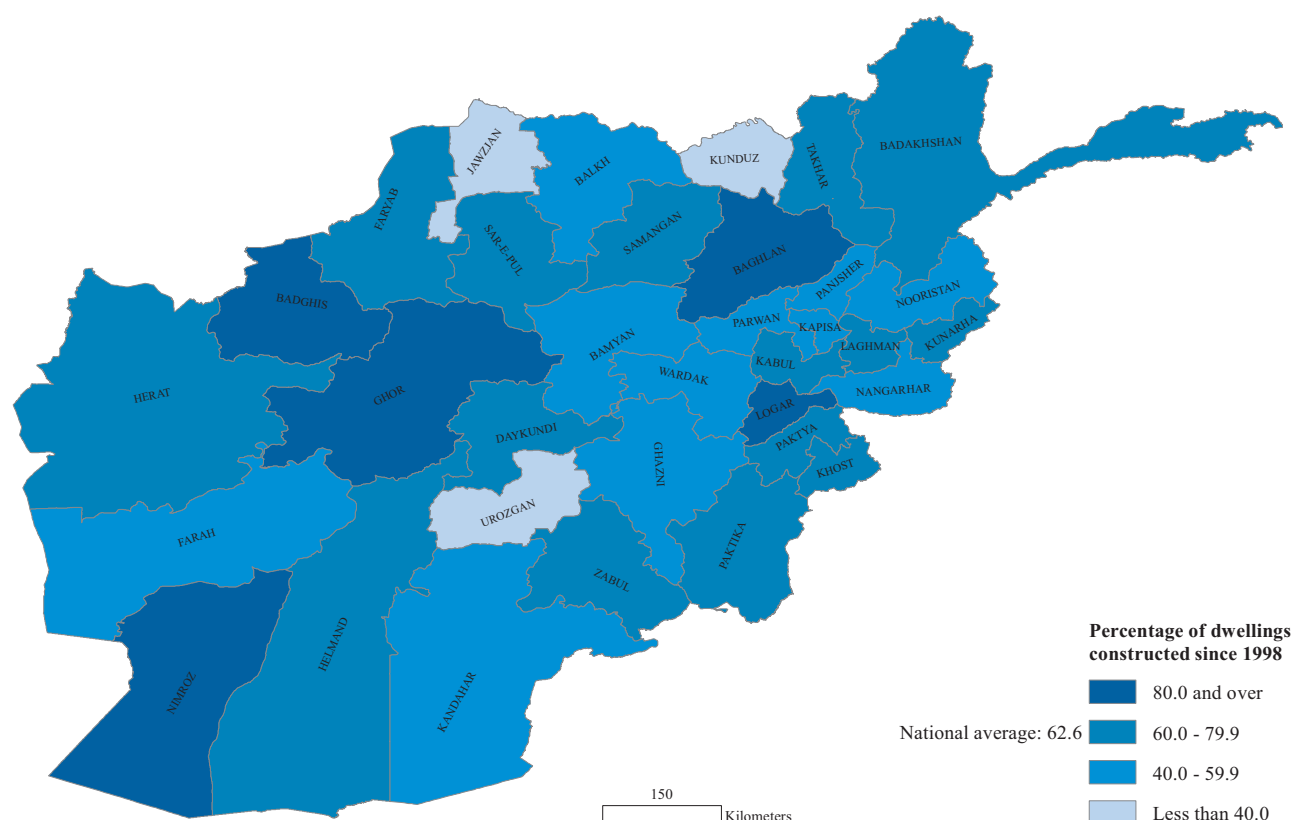 BADAKHSHAN
TAKHAR
KUNDUZ
JAWZJAN
BALKH
FARYAB
SAR-E-PUL
SAMANGAN
BAGHLAN
PANJSHER
NOORISTAN
BADGHIS
PARWAN
KAPISA
KUNARHA
LAGHMAN
BAMYAN
KABUL
WARDAK
NANGARHAR
HERAT
GHOR
LOGAR
DAYKUNDI
PAKTYA
GHAZNI
KHOST
UROZGAN
FARAH
PAKTIKA
ZABUL
HELMAND
NIMROZ
KANDAHAR
Percentage of dwellings
constructed since 1998
80.0 and over
National average: 62.6
60.0 - 79.9
40.0 - 59.9
Less than 40.0
150
Kilometers